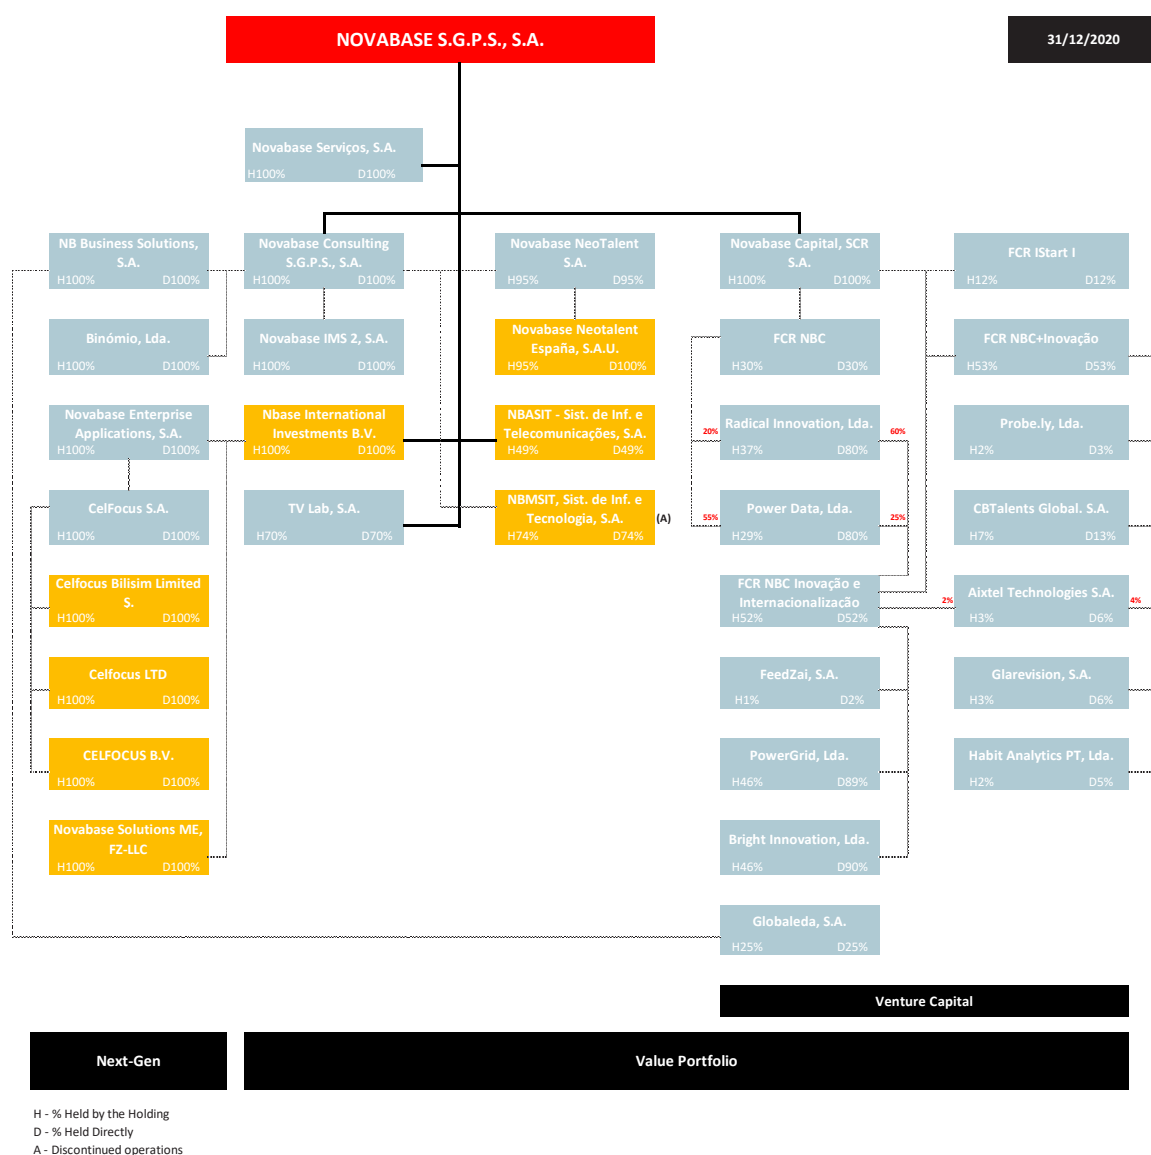 NOVABASE S.G.P.S., S.A.
31/12/2020
Novabase Serviços, S.A.
H100% D100%
NB Business Solutions,
S.A.
H100% D100%
Novabase Consulting
S.G.P.S., S.A.
H100% D100%
Novabase NeoTalent
S.A.
H95% D95%
Novabase Capital, SCR
S.A.
H100% D100%
FCR IStart I
H12% D12%
Binómio, Lda.
H100% D100%
Novabase IMS 2, S.A.
H100% D100%
Novabase Neotalent
España, S.A.U.
H95% D100%
FCR NBC
H30% D30%
FCR NBC+Inovação
H53% D53%
Novabase Enterprise
Applications, S.A.
H100% D100%
Nbase International
Investments B.V.
H100% D100%
NBASIT - Sist. de Inf. e
Telecomunicações, S.A.
H49% D49%
20%
Radical Innovation, Lda.
H37% D80%
60%
Probe.ly, Lda.
H2% D3%
CelFocus S.A.
H100% D100%
TV Lab, S.A.
H70% D70%
NBMSIT, Sist. de Inf. e
Tecnologia, S.A.
H74% D74%
(A)
55%
Power Data, Lda.
H29% D80%
25%
CBTalents Global. S.A.
H7% D13%
Celfocus Bilisim Limited
S.
H100% D100%
FCR NBC Inovação e
Internacionalização
H52% D52%
2%
Aixtel Technologies S.A.
H3% D6%
4%
Celfocus LTD
H100% D100%
FeedZai, S.A.
H1% D2%
Glarevision, S.A.
H3% D6%
CELFOCUS B.V.
H100% D100%
PowerGrid, Lda.
H46% D89%
Habit Analytics PT, Lda.
H2% D5%
Novabase Solutions ME,
FZ-LLC
H100% D100%
Bright Innovation, Lda.
H46% D90%
Globaleda, S.A.
H25% D25%
Venture Capital
Next-Gen
Value Portfolio
H - % Held by the Holding
D - % Held Directly
A - Discontinued operations